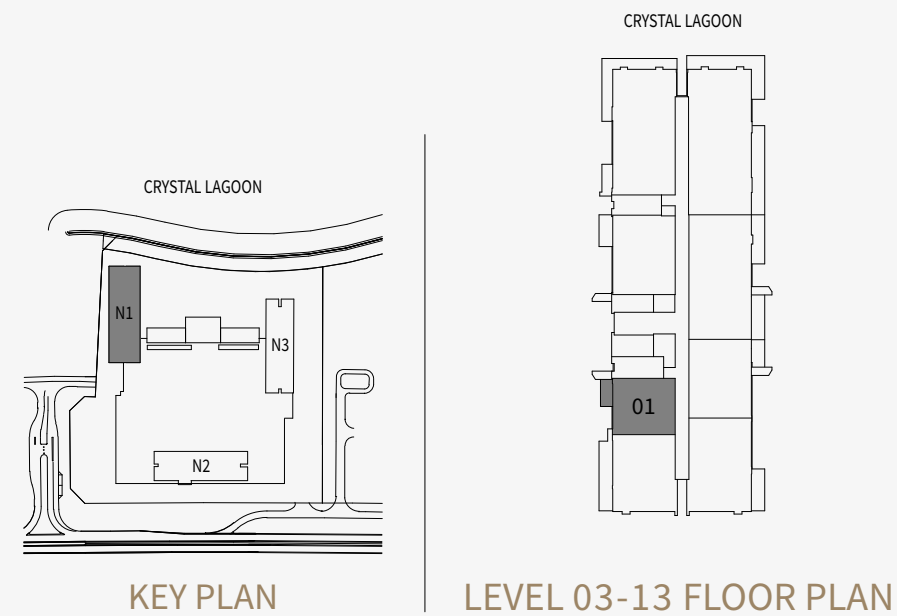 CRYSTAL LAGOON
N1
N3
N2
KEY PLAN
CRYSTAL LAGOON
01
LEVEL 03-13 FLOOR PLAN